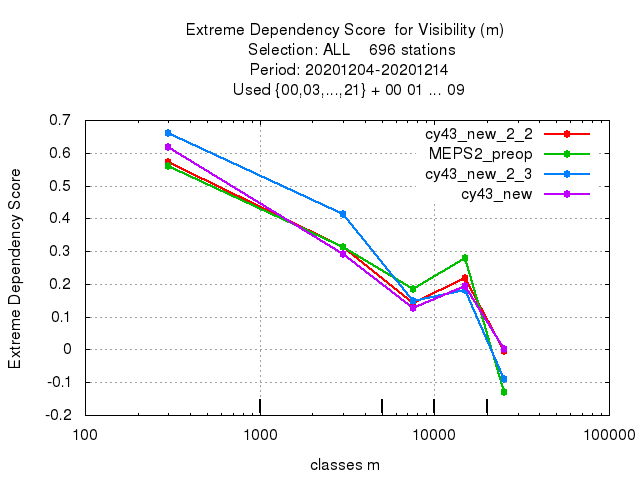 Extreme Dependency Score  for Visibility (m)
Selection: ALL    696 stations
Period: 20201204-20201214
Used {00,03,...,21} + 00 01 ... 09
Extreme Dependency Score
0.7
0.6
0.5
0.4
0.3
0.2
0.1
0
-0.1
-0.2
cy43_new_2_2
MEPS2_preop
cy43_new_2_3
cy43_new
100
1000
10000
100000
classes m